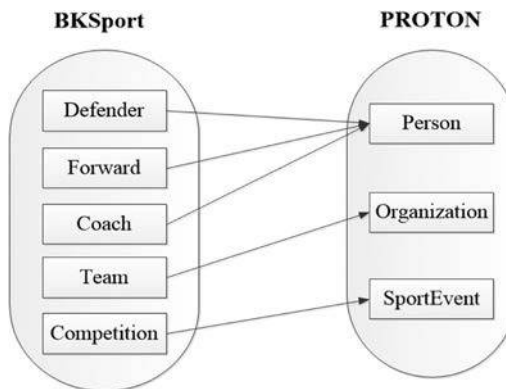 BKSport
PROTON
Defender
Forward
Coach
Team
Competition
Person
Organization
SportEvent